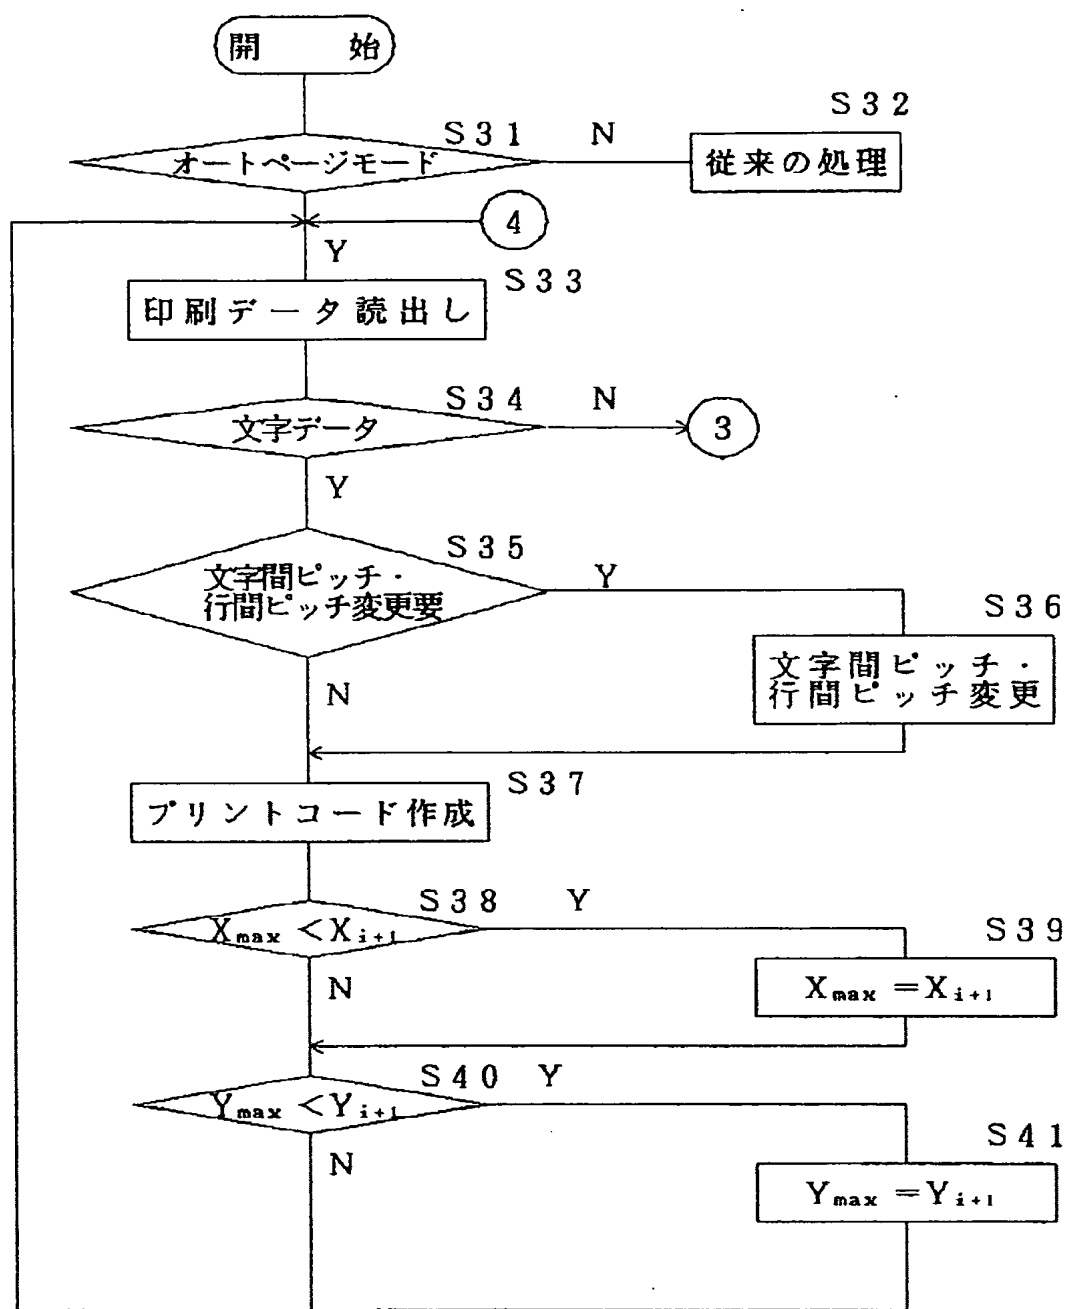 開 始
S31 N S32
オートページモード 従来の処理
4
Y
S33
印刷データ読出し
S34 N
文字データ 3
Y
S35
Y
文字間ピッチ・
行間ピッチ変更要
S36
文字間ピッチ・
行間ピッチ変更
N
S37
プリントコード作成
S38 Y
Xmax <Xi+1
S39
Xmax =Xi+1
N
S40 Y
Ymax <Yi+1
S41
Ymax =Yi+1
N